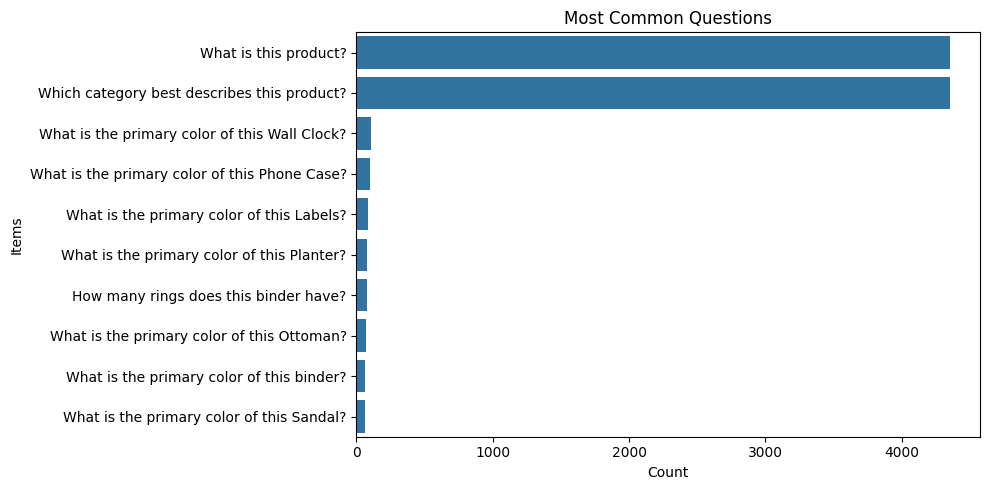 Most Common Questions
What is this product?
Which category best describes this product?
What is the primary color of this Wall Clock?
What is the primary color of this Phone Case?
What is the primary color of this Labels?
What is the primary color of this Planter?
How many rings does this binder have?
What is the primary color of this Ottoman?
What is the primary color of this binder?
What is the primary color of this Sandal?
Items
0 1000 2000 3000 4000
Count